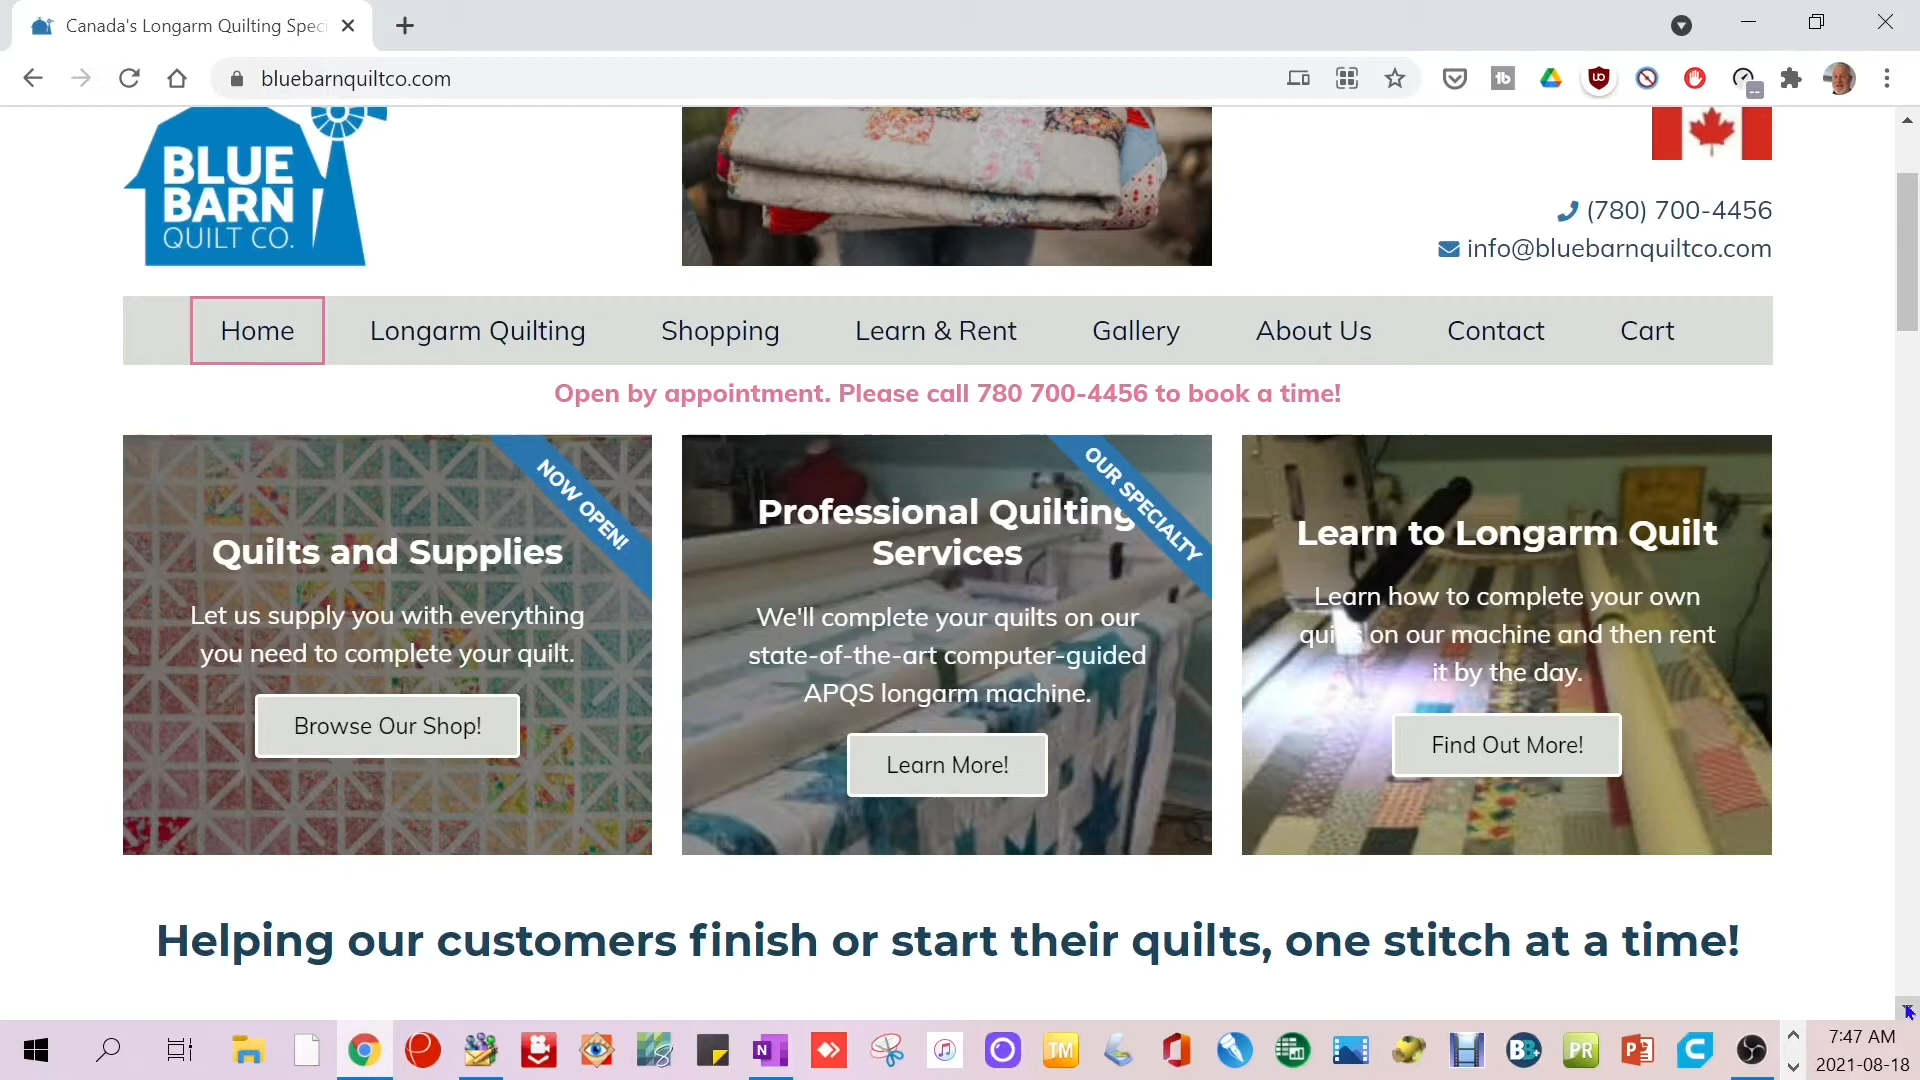 Canada's Longarm Quilting Spec
bluebarnquiltco.com
BLUE
BARN
QUILT CO.
(780) 700-4456
info@bluebarnquiltco.com
Home Longarm Quilting Shopping Learn & Rent Gallery About Us Contact Cart
Open by appointment. Please call 780 700-4456 to book a time!
NOW OPEN!
Quilts and Supplies
Let us supply you with everything
you need to complete your quilt.
Browse Our Shop!
OUR SPECIALTY
Professional Quilting
Services
We'll complete your quilts on our
state-of-the-art computer-guided
APQS longarm machine.
Learn More!
Learn to Longarm Quilt
Learn how to complete your own
quilts on our machine and then rent
it by the day.
Find Out More!
Helping our customers finish or start their quilts, one stitch at a time!
7:47 AM
2021-08-18